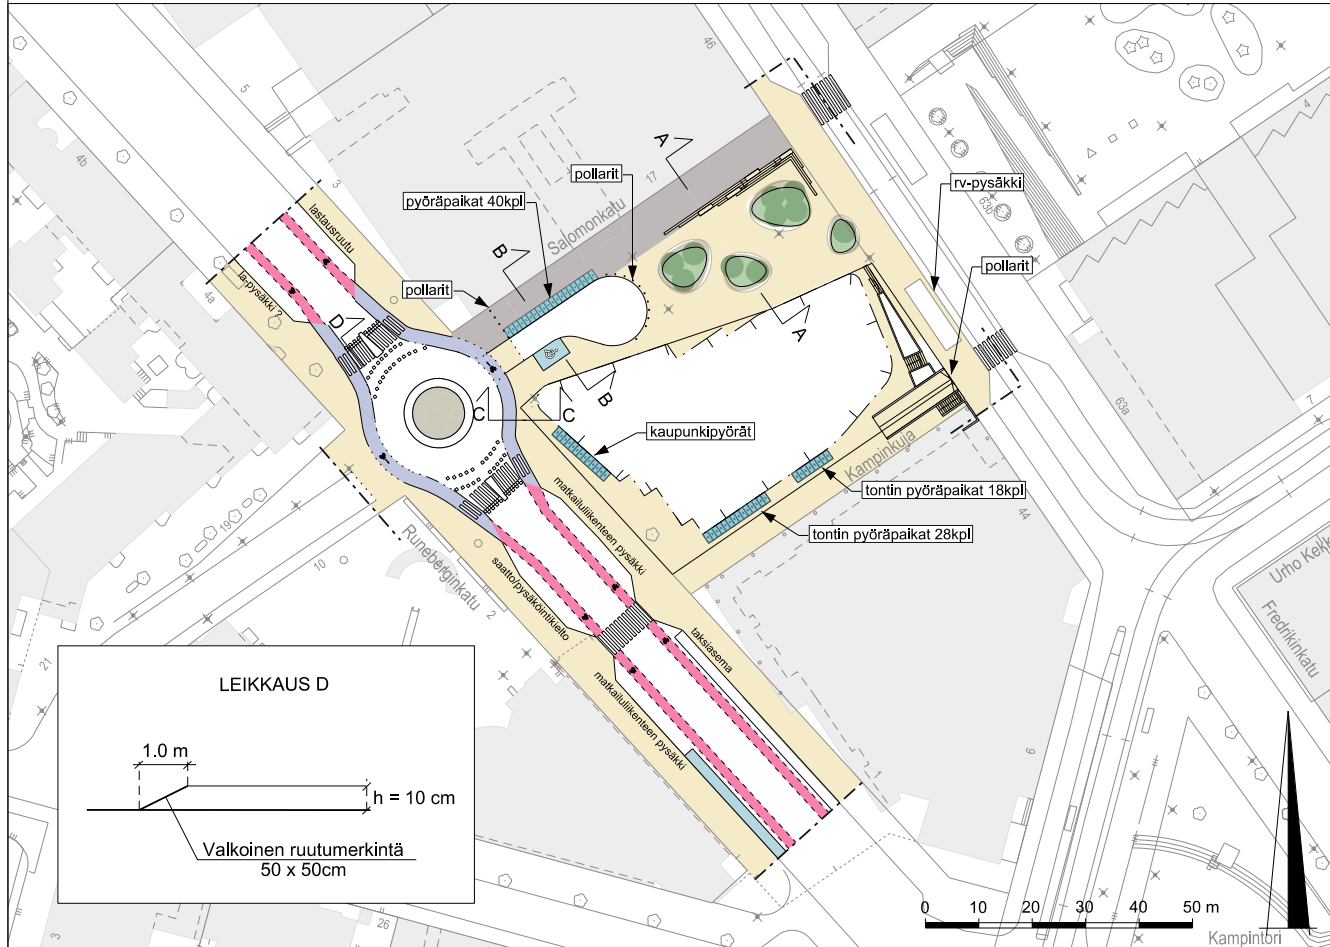 46
5
4b
3
4
A
17
pollarit
pyöräpaikat 40kpl
rv-pysäkki
63b
lastausruutu
Salomonkatu
B
pollarit
pollarit
4a
la-pysäkki ?
D
A
B
C
C
63a
7
kaupunkipyörät
Kampinkuja
tontin pyöräpaikat 18kpl
matkailuliikenteen pysäkki
44
19
tontin pyöräpaikat 28kpl
Runeberginkatu
10
2
saatto/pysäköintikielto
Urho Kekk
Fredrikinkatu
taksiasema
21
matkailuliikenteen pysäkki
LEIKKAUS D
1.0 m
h = 10 cm
Valkoinen ruutumerkintä
50 x 50cm
6
1
26
3
0 10 20 30 40 50 m
Kampintori